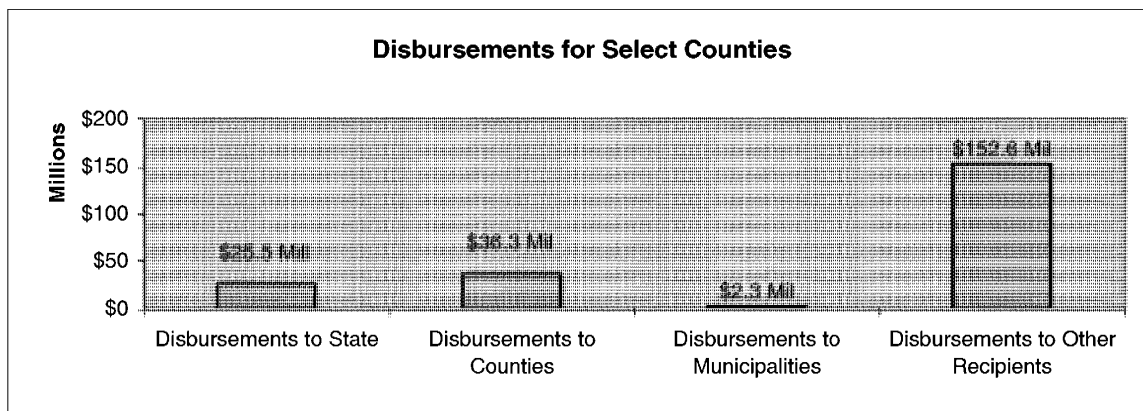 Disbursements for Select Counties
Millions
$200
$150
$100
$50
$0
$25.5 Mill
$36.3 Mil
$2.3 Mil
$152.6 Mil
Disbursements to State
Disbursements to
Counties
Disbursements to
Municipalities
Disbursements to Other
Recipients